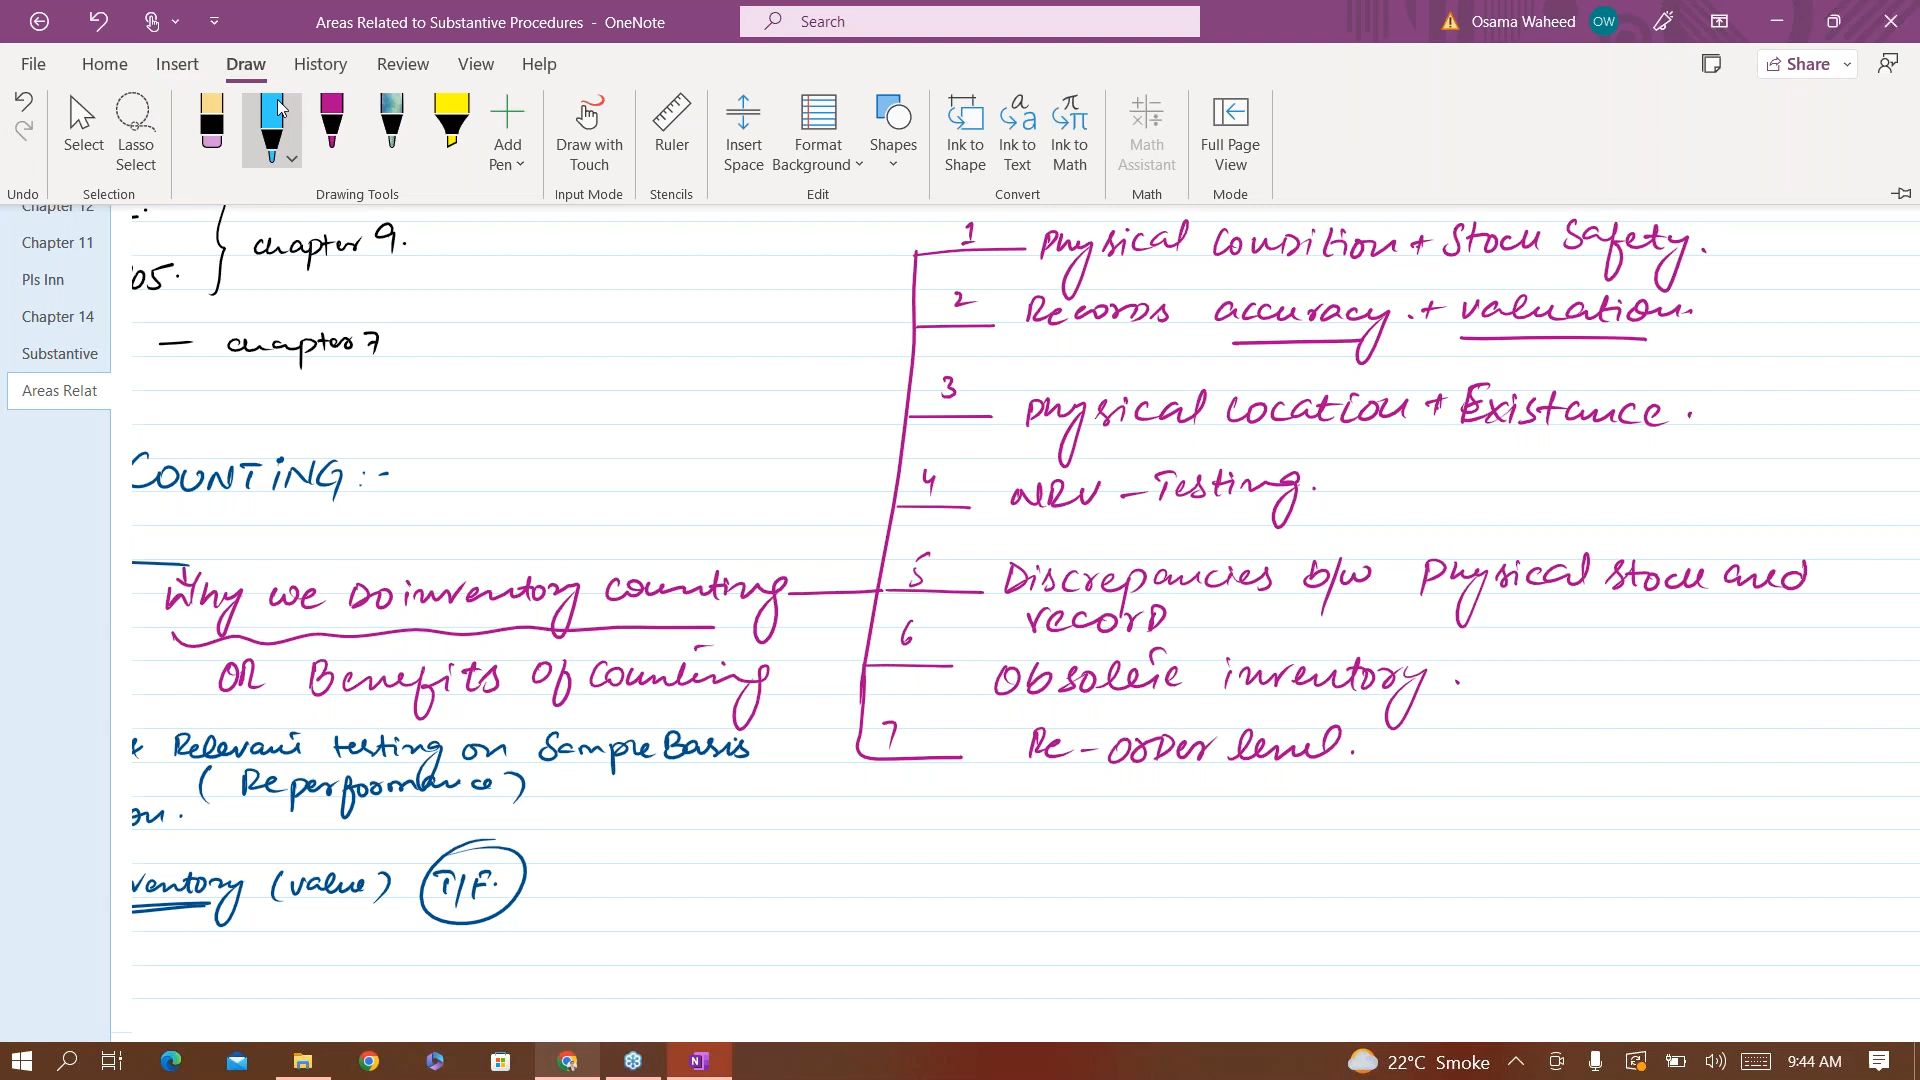 Areas Related to Substantive Procedures - OneNote
Search
Osama Waheed OW
File Home Insert Draw History Review View Help
Share
Select
Lasso Select
Add Pen
Draw with Touch
Ruler
Insert Space
Format Background
Shapes
Ink to Shape
Ink to Text
Ink to Math
Math Assistant
Full Page View
Undo Selection Drawing Tools Input Mode Stencils Edit Convert Math Mode
Chapter 12
Chapter 11
Pls Inn
Chapter 14
Substantive
Areas Relat
chapter 9.
05.
— chapter 7
COUNTING :-
Why we Do inventory counting
OR Benefits Of Counting
Relevant testing on Sample Basis
( Reperformance )
on.
ventory (value) T/F.
1 Physical Condition + Stock Safety.
2 Records accuracy. + valuation.
3 Physical Location + Existance.
4 NRV - Testing.
5 Discrepancies b/w Physical stock and
record
6 Obsolete inventory.
7 Re-order level.
22°C Smoke
9:44 AM